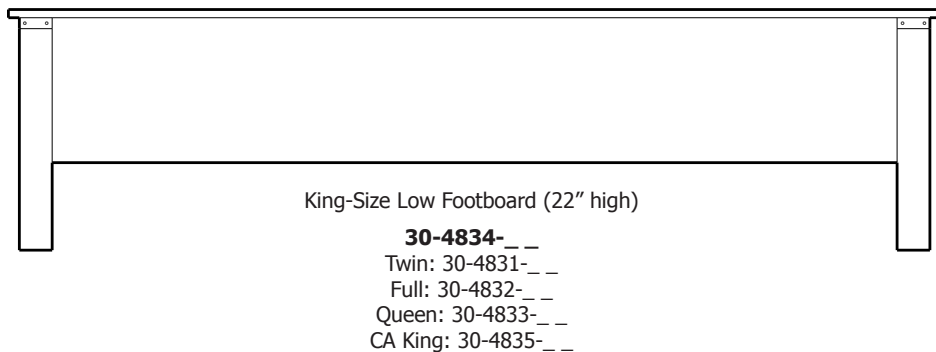 King-Size Low Footboard (22” high)
30-4834-_ _
Twin: 30-4831-_ _
Full: 30-4832-_ _
Queen: 30-4833-_ _
CA King: 30-4835-_ _